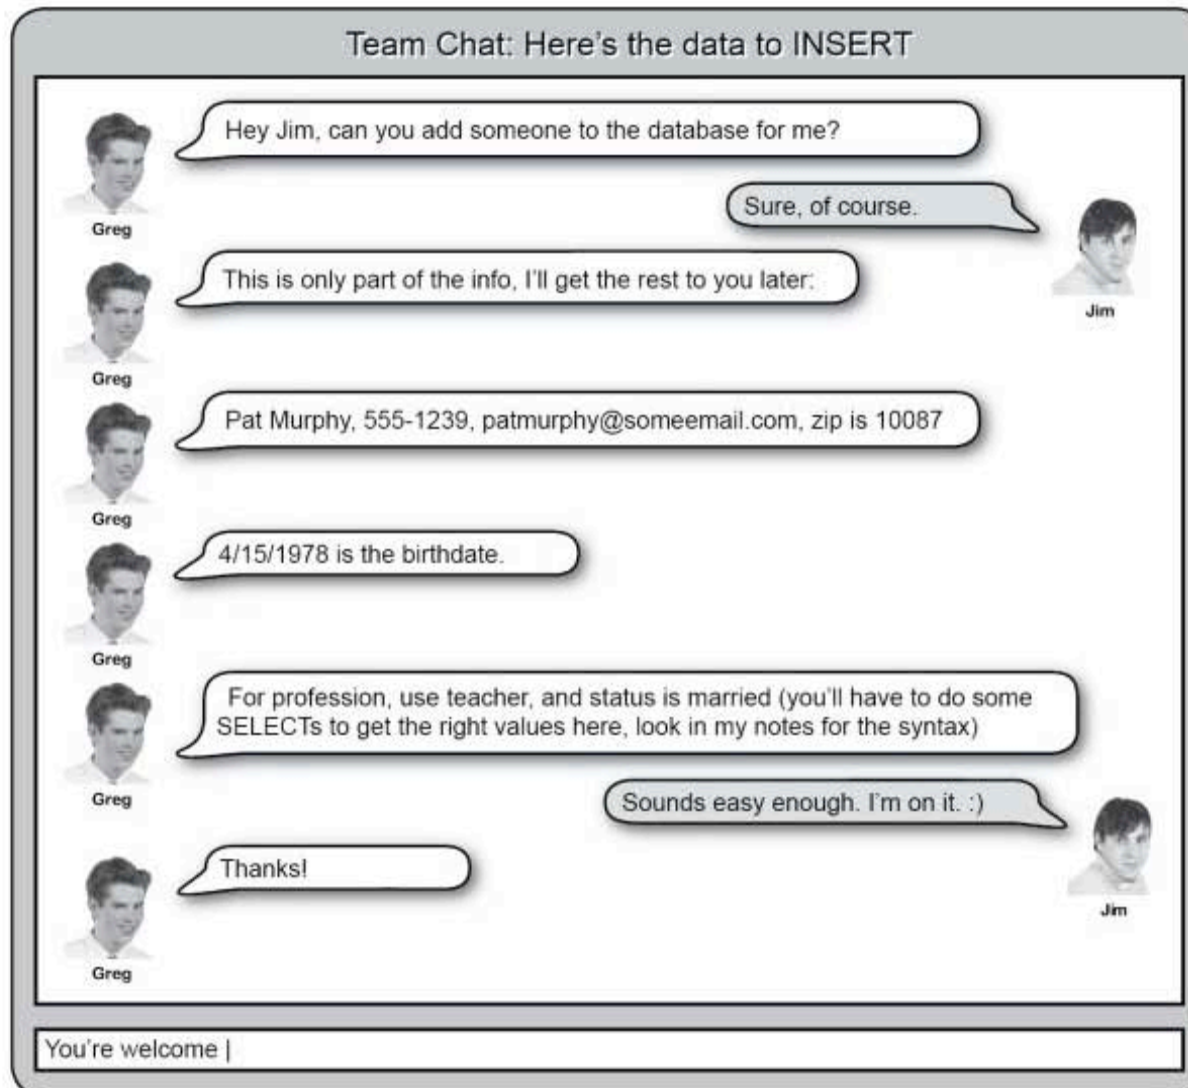 Team Chat: Here's the data to INSERT
Hey Jim, can you add someone to the database for me?
Greg
Sure, of course.
Jim
This is only part of the info, I'll get the rest to you later:
Greg
Pat Murphy, 555-1239, patmurphy@someemail.com, zip is 10087
Greg
4/15/1978 is the birthdate.
Greg
For profession, use teacher, and status is married (you'll have to do some
SELECTs to get the right values here, look in my notes for the syntax)
Greg
Sounds easy enough. I'm on it. :)
Jim
Thanks!
Greg
You're welcome |